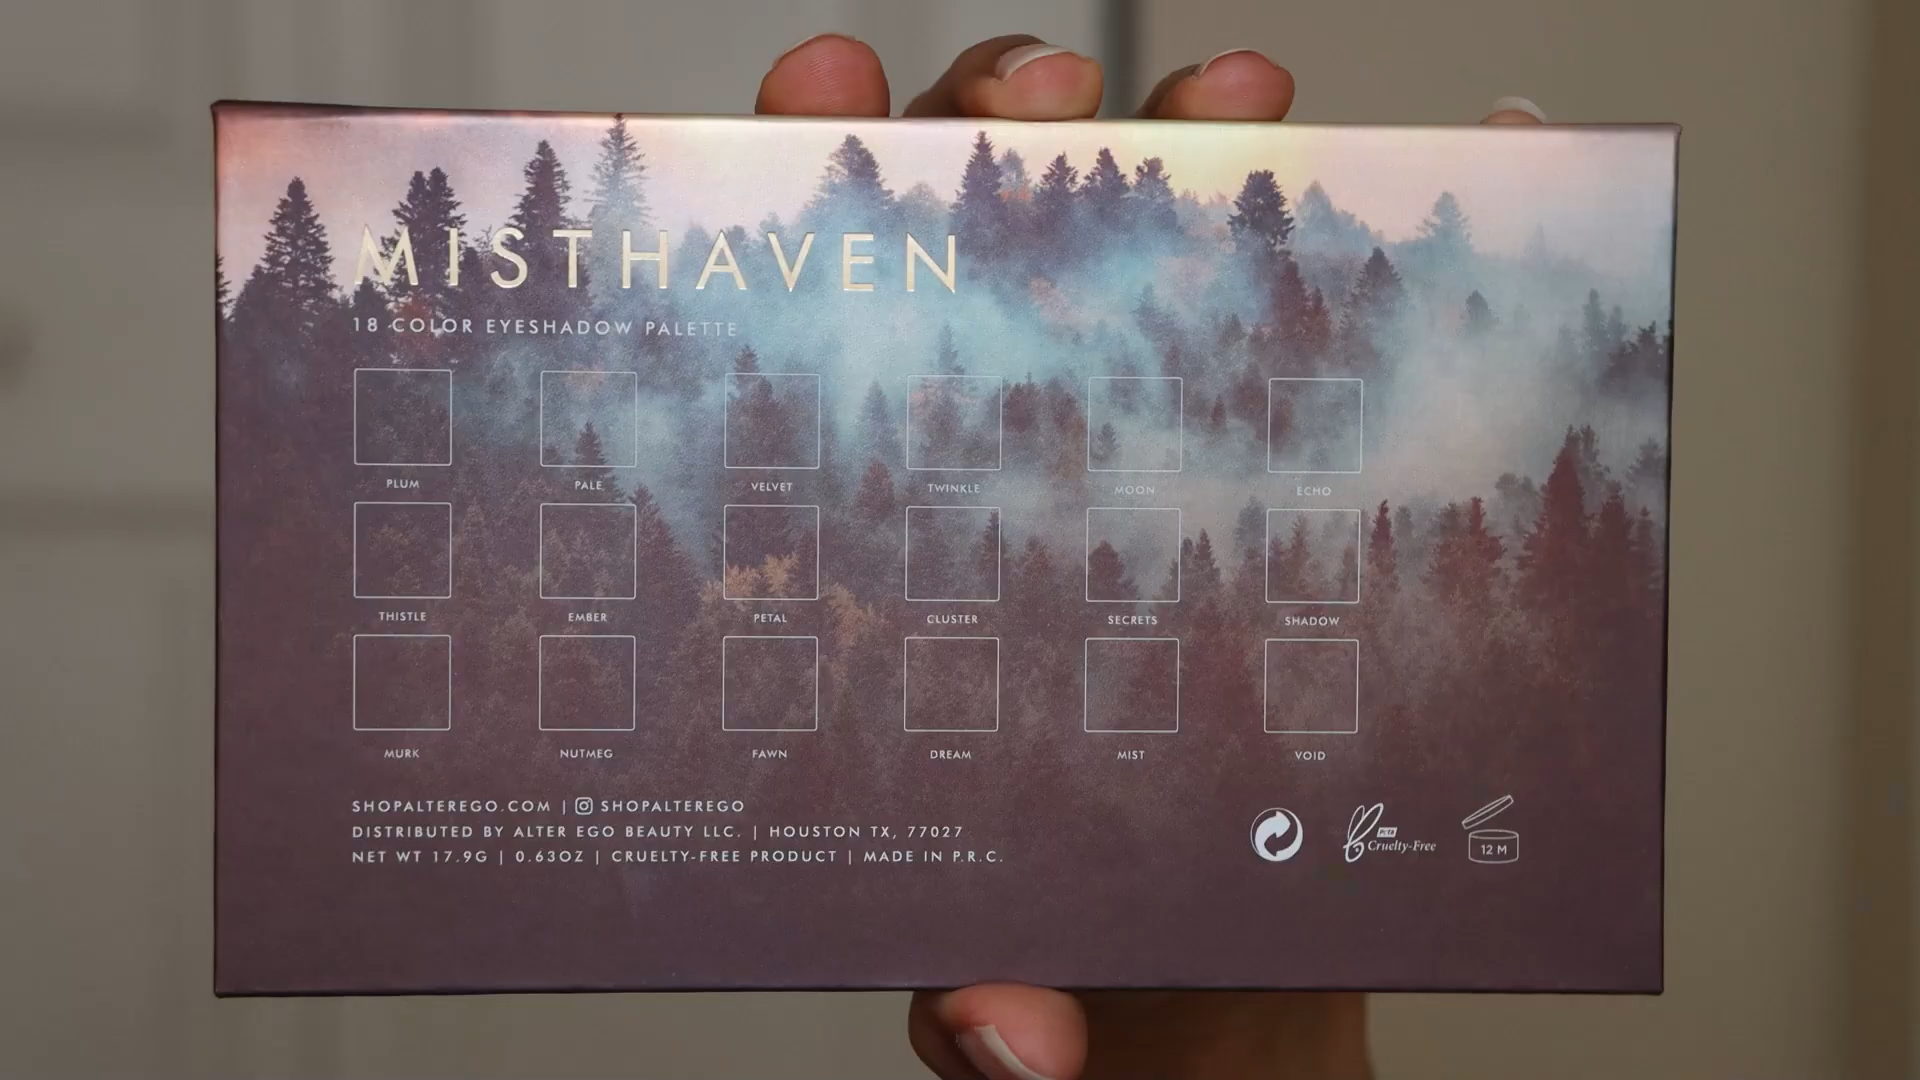 MISTHAVEN
18 COLOR EYESHADOW PALETTE
PLUM PALE VELVET TWINKLE MOON ECHO
THISTLE EMBER PETAL CLUSTER SECRETS SHADOW
MURK NUTMEG FAWN DREAM MIST VOID
SHOPALTEREGO.COM | SHOPALTEREGO
DISTRIBUTED BY ALTER EGO BEAUTY LLC. | HOUSTON TX, 77027
NET WT 17.9G | 0.63OZ | CRUELTY-FREE PRODUCT | MADE IN P.R.C.
PETA
Cruelty-Free
12 M